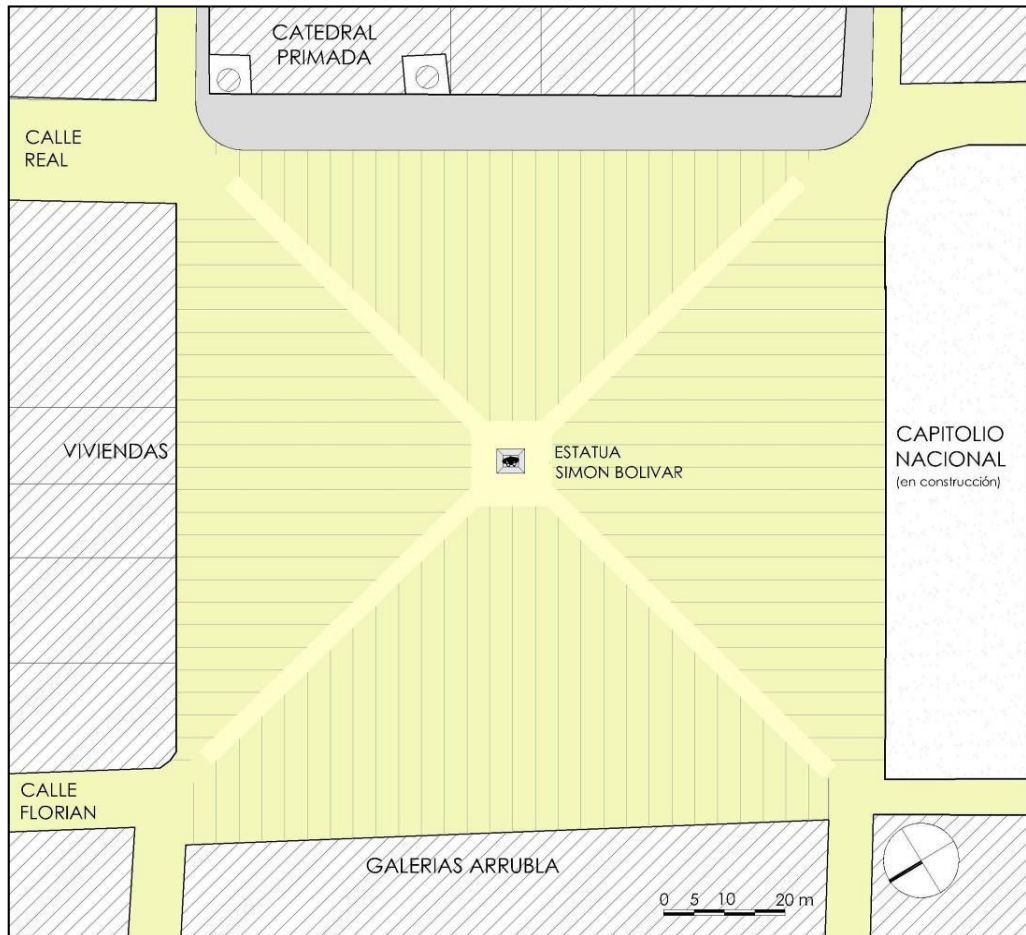 CATEDRAL
PRIMADA
CALLE
REAL
VIVIENDAS
ESTATUA
SIMON BOLIVAR
CAPITOLIO
NACIONAL
(en construcción)
CALLE
FLORIAN
GALERIAS ARRUBLA
0 5 10 20 m